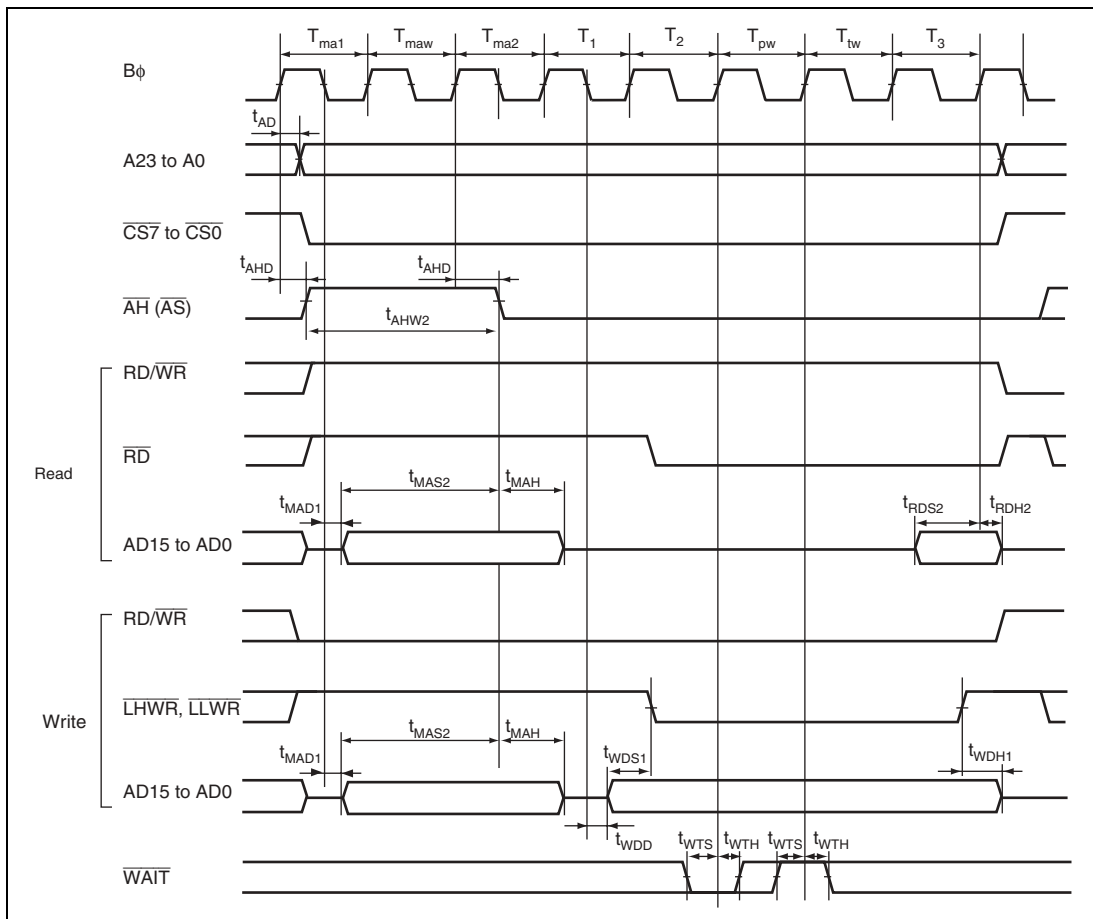 Tma1 Tmaw Tma2 T1 T2 Tpw Ttw T3
Bφ
tAD
A23 to A0
CS7 to CS0
tAHD tAHD
AH (AS)
tAHW2
RD/WR
RD
Read
tMAS2 tMAH
tMAD1 tRDS2 tRDH2
AD15 to AD0
RD/WR
LHWR, LLWR
Write
tMAS2 tMAH
tMAD1 tWDS1 tWDH1
AD15 to AD0
tWDD tWTS tWTH tWTS tWTH
WAIT